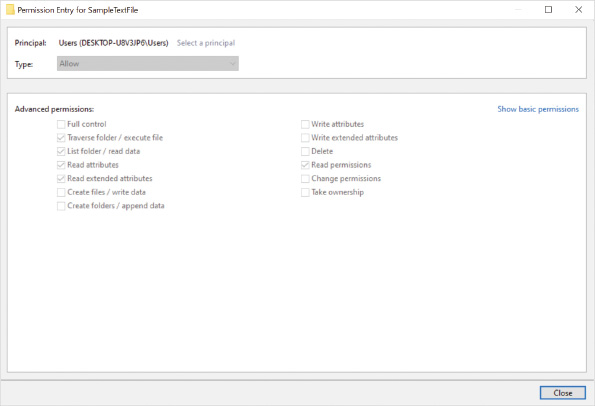 Permission Entry for SampleTextFile
Principal: Users (DESKTOP-U8V3JP6\Users) Select a principal
Type: Allow
Advanced permissions: Show basic permissions
Full control Write attributes
Traverse folder / execute file Write extended attributes
List folder / read data Delete
Read attributes Read permissions
Read extended attributes Change permissions
Create files / write data Take ownership
Create folders / append data
Close